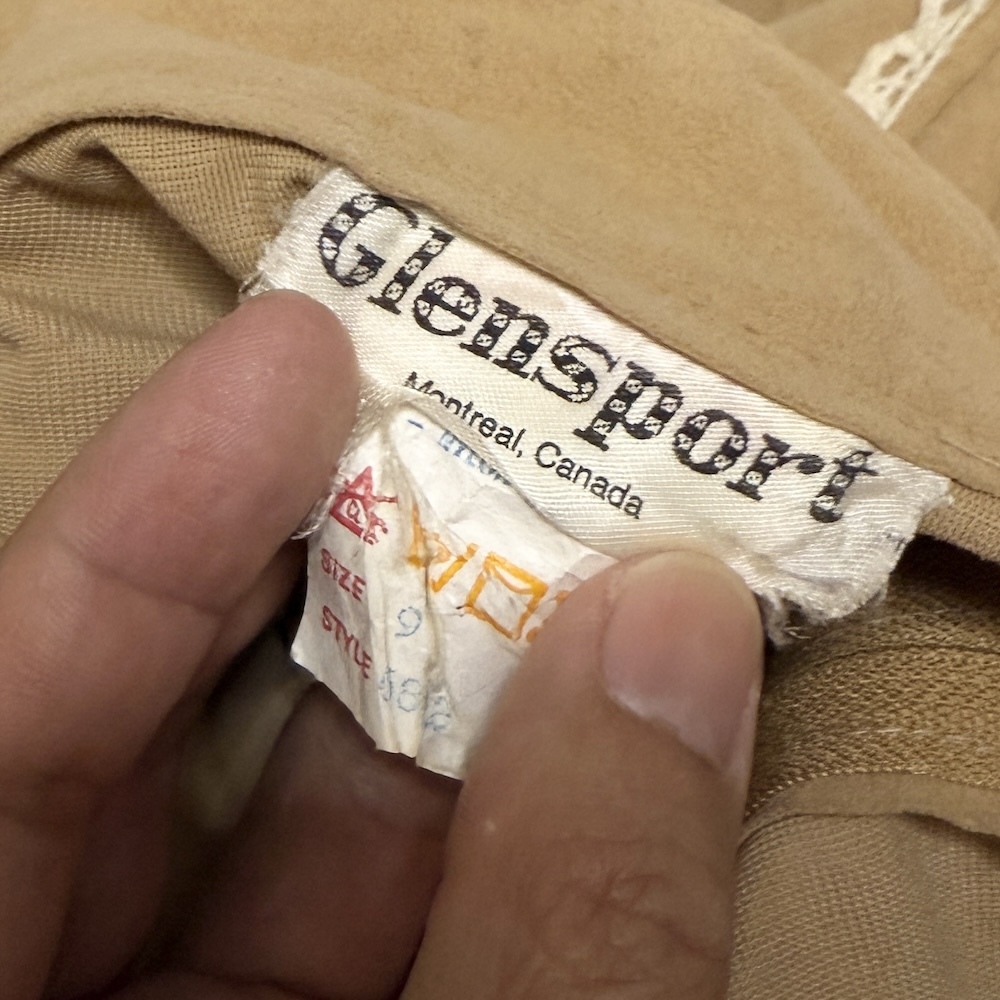 Glensport
Montreal, Canada
SIZE 9
STYLE